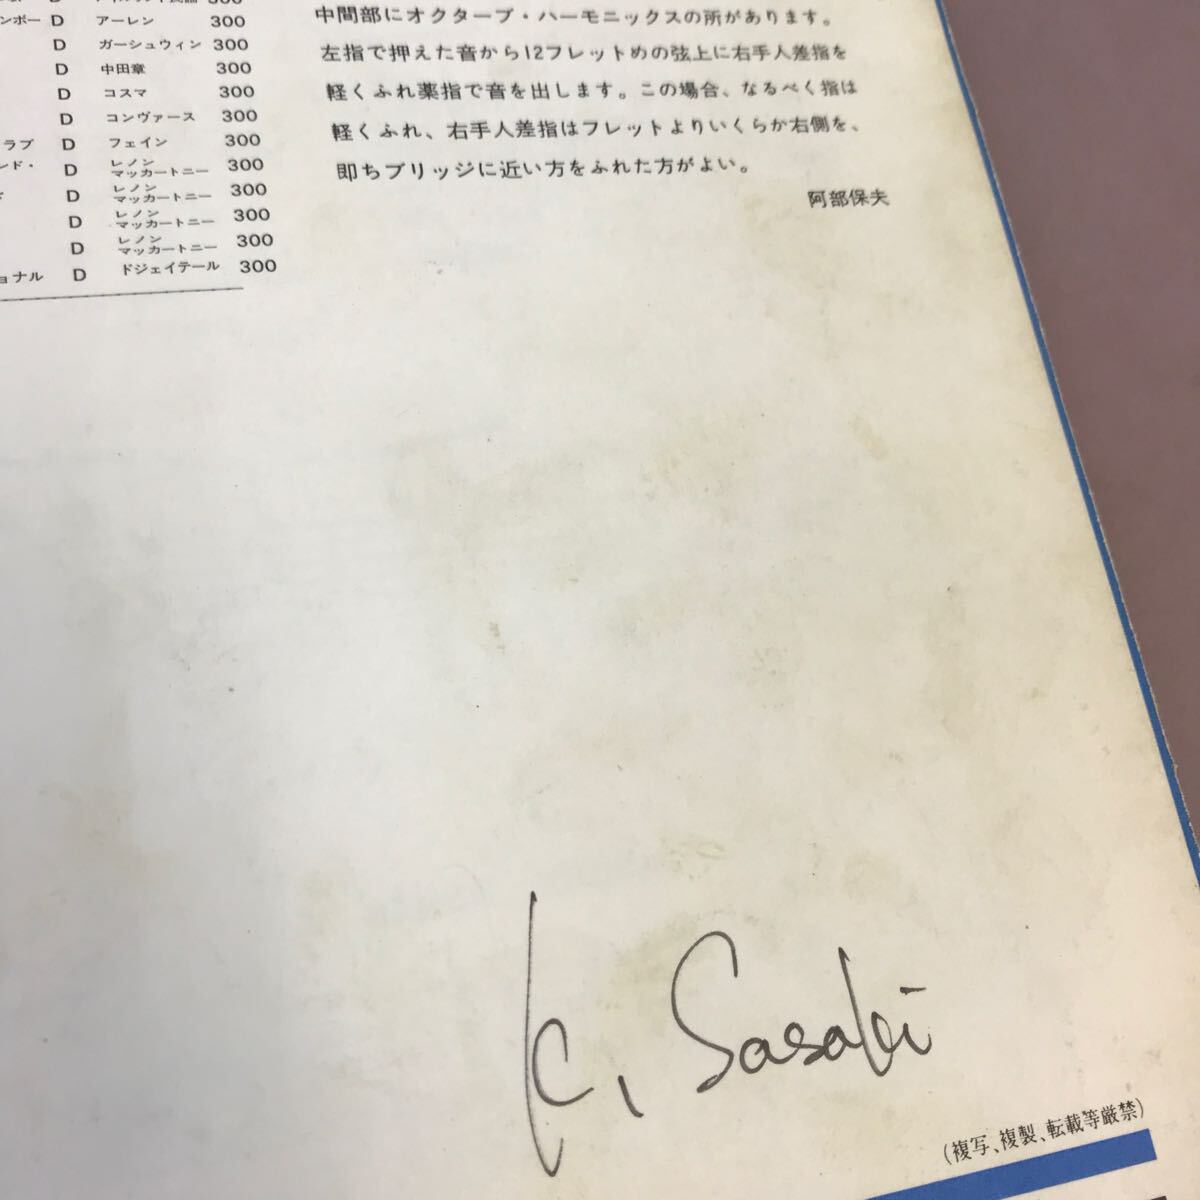 300
ンボー D アーレン 300
D ガーシュウィン 300
D 中田章 300
D コスマ 300
D コンヴァース 300
ラブ D フェイン 300
ンド・ D レノン マッカートニー 300
D レノン マッカートニー 300
D レノン マッカートニー 300
D レノン マッカートニー 300
ョナル D ドジェイテール 300
中間部にオクターブ・ハーモニックスの所があります。
左指で押えた音から12フレットめの弦上に右手人差指を
軽くふれ薬指で音を出します。この場合、なるべく指は
軽くふれ、右手人差指はフレットよりいくらか右側を、
即ちブリッジに近い方をふれた方がよい。
阿部保夫
K. Sasaki
(複写、複製、転載等厳禁)